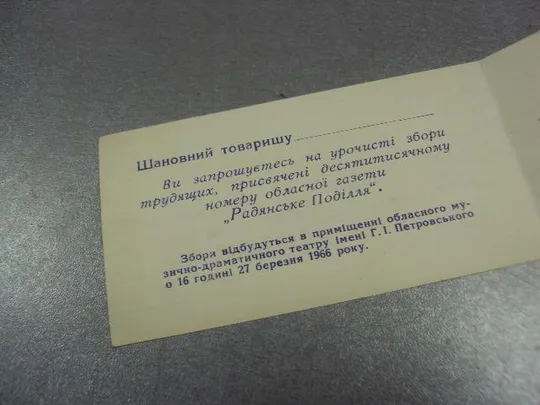 Шановний товаришу
Ви запрошуєтесь на урочисті збори
трудящих, присвячені десятитисячному
номеру обласної газети
„Радянське Поділля“.
Збори відбудуться в приміщенні обласного му-
зично-драматичного театру імені Г. І. Петровського
о 16 годині 27 березня 1966 року.